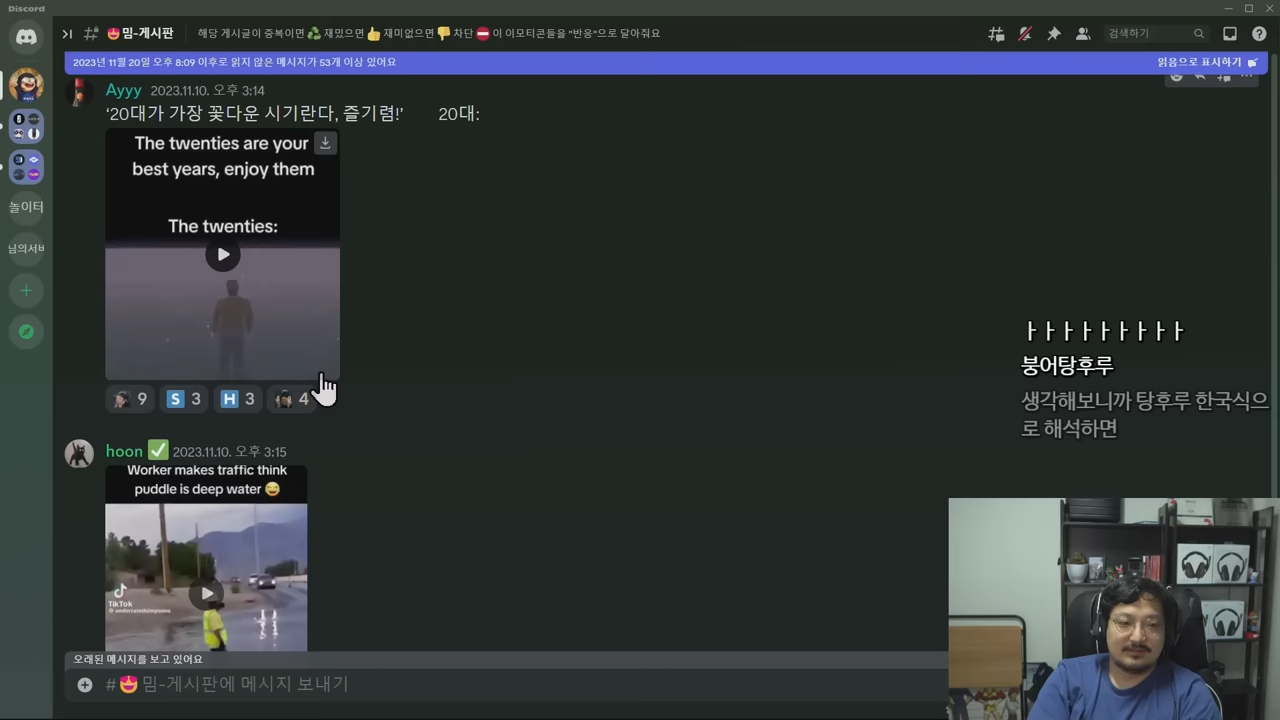 Discord
밈-게시판
해당 게시글이 중복이면 ♻️ 재밌으면 👍 재미없으면 👎 차단 ⛔ 이 이모티콘들을 "반응"으로 달아줘요
검색하기
2023년 11월 20일 오후 8:09 이후로 읽지 않은 메시지가 53개 이상 있어요
읽음으로 표시하기
Ayyy 2023.11.10. 오후 3:14
‘20대가 가장 꽃다운 시기란다, 즐기렴!’ 20대:
The twenties are your
best years, enjoy them
The twenties:
9 S 3 H 3 4
놀이터
님의서버
ㅏㅏㅏㅏㅏㅏㅏㅏㅏ
붕어탕후루
생각해보니까 탕후루 한국식으
로 해석하면
hoon 2023.11.10. 오후 3:15
Worker makes traffic think
puddle is deep water 😂
TikTok
오래된 메시지를 보고 있어요
#😍밈-게시판에 메시지 보내기